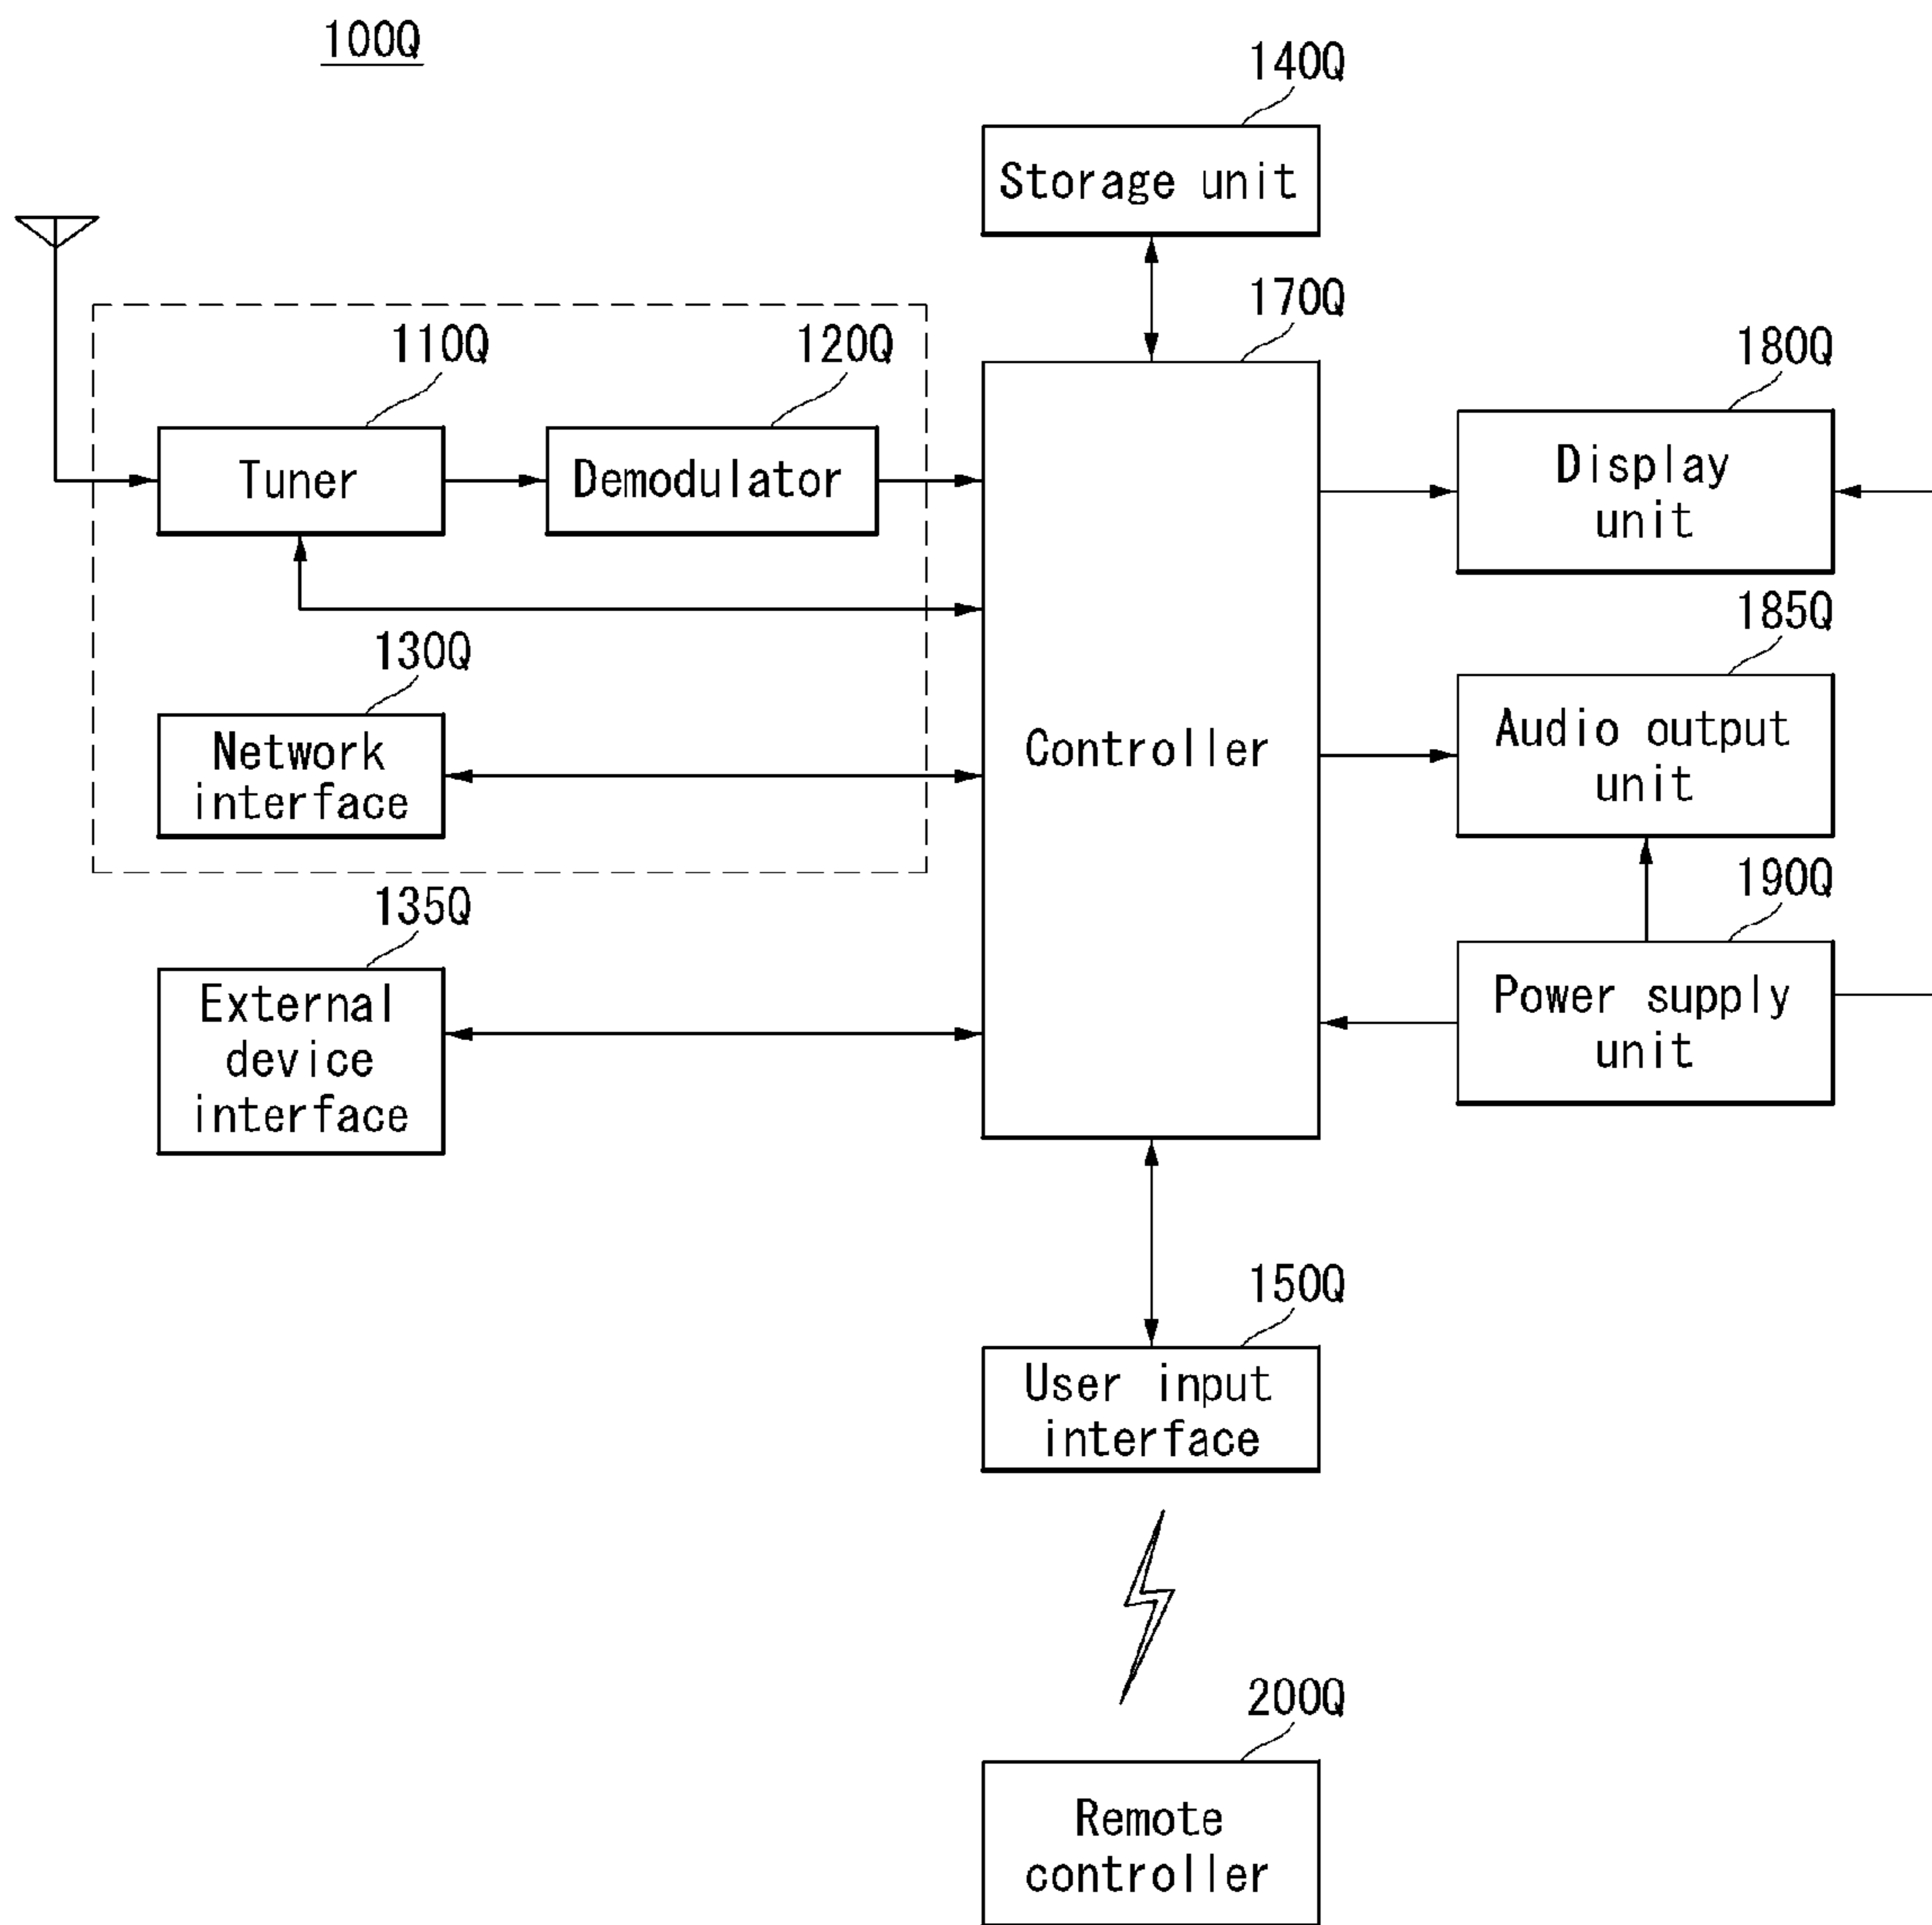 100Q
140Q
Storage unit
170Q
110Q
120Q
180Q
Tuner
Demodulator
Display
unit
130Q
185Q
Network
interface
Controller
Audio output
unit
135Q
190Q
External
device
interface
Power supply
unit
150Q
User input
interface
200Q
Remote
controller